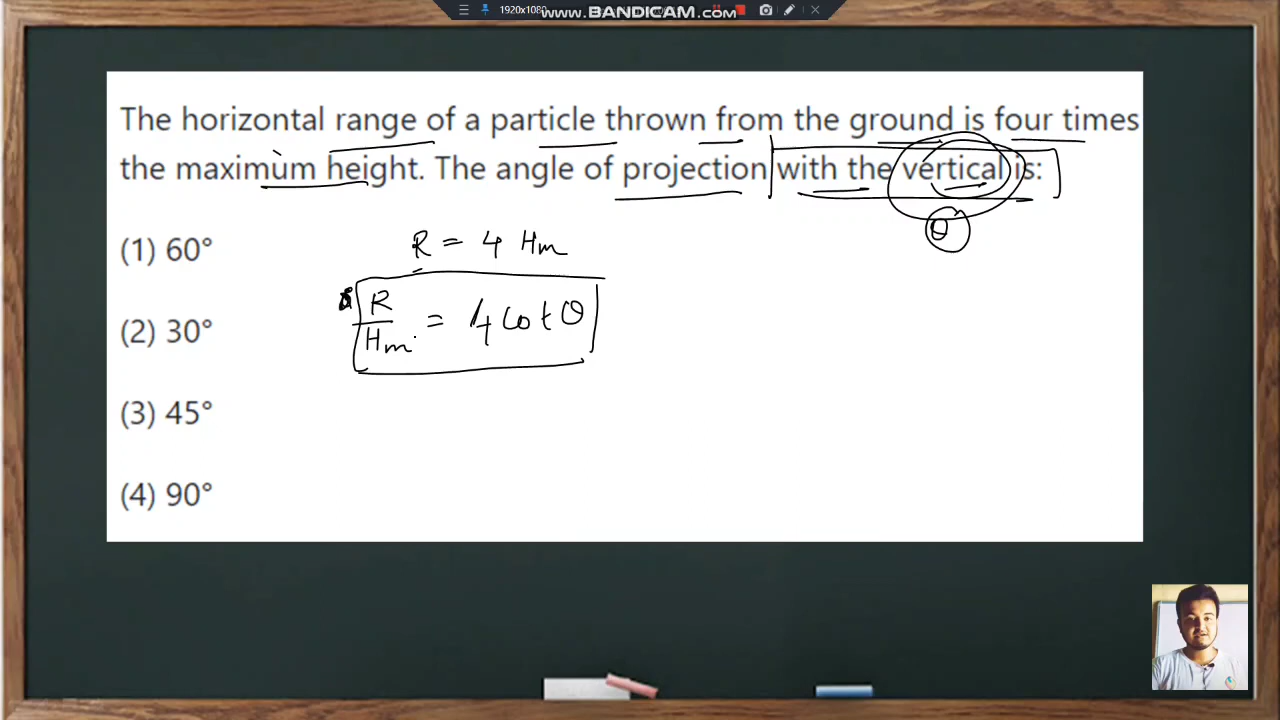 1920x1080
www.BANDICAM.com
The horizontal range of a particle thrown from the ground is four times
the maximum height. The angle of projection with the vertical is:
θ
(1) 60°
R = 4 Hm
R/Hm = 4 cot θ
(2) 30°
(3) 45°
(4) 90°